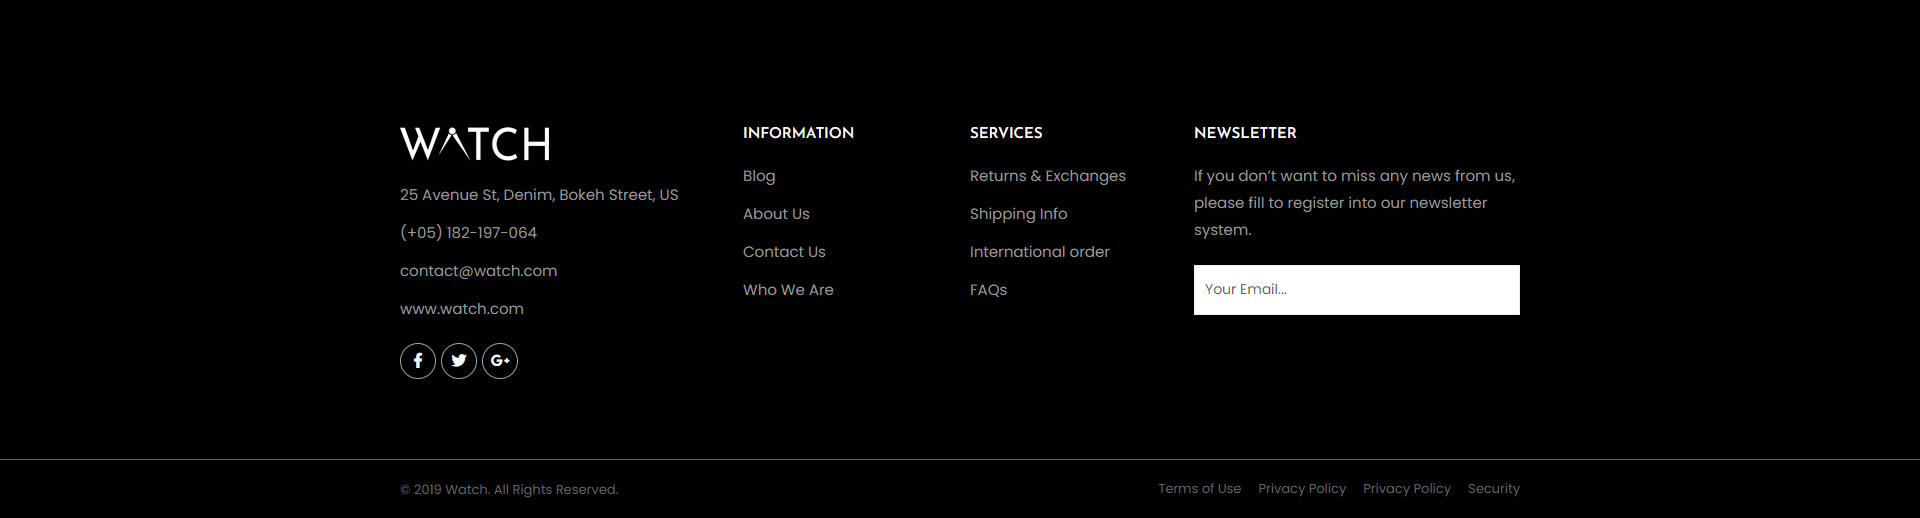 WATCH
25 Avenue St, Denim, Bokeh Street, US
(+05) 182-197-064
contact@watch.com
www.watch.com
INFORMATION
Blog
About Us
Contact Us
Who We Are
SERVICES
Returns & Exchanges
Shipping Info
International order
FAQs
NEWSLETTER
If you don’t want to miss any news from us,
please fill to register into our newsletter
system.
Your Email...
© 2019 Watch. All Rights Reserved.
Terms of Use Privacy Policy Privacy Policy Security